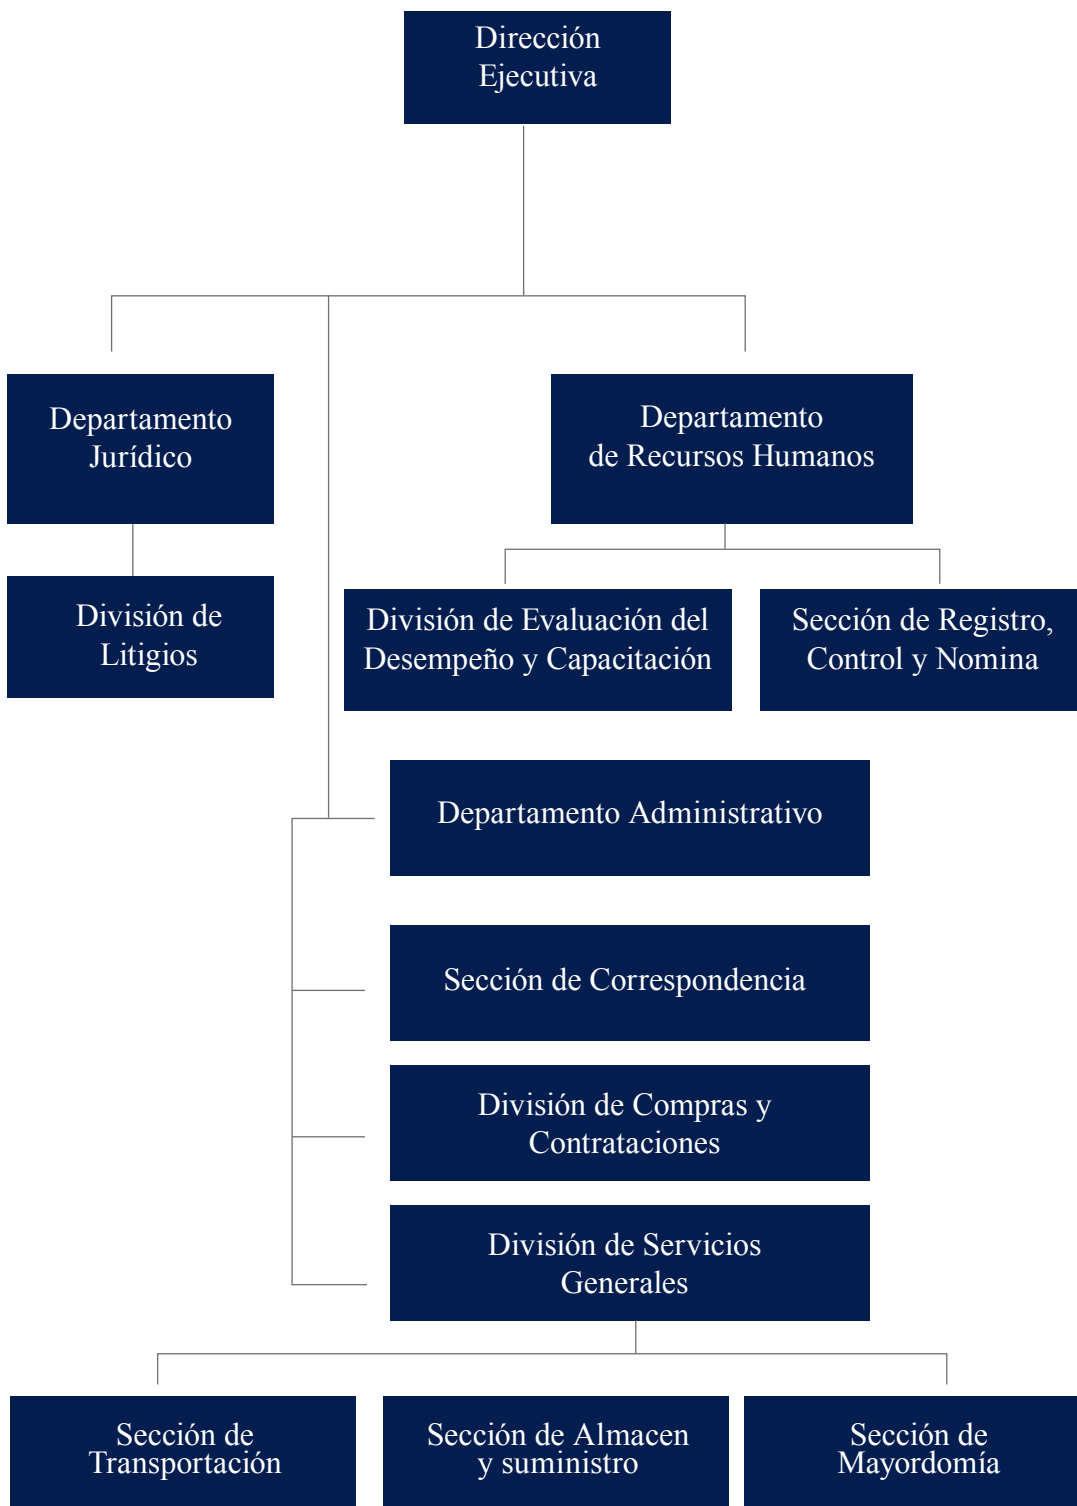 Dirección
Ejecutiva
Departamento
Jurídico
Departamento
de Recursos Humanos
División de
Litigios
División de Evaluación del
Desempeño y Capacitación
Sección de Registro,
Control y Nomina
Departamento Administrativo
Sección de Correspondencia
División de Compras y
Contrataciones
División de Servicios
Generales
Sección de
Transportación
Sección de Almacen
y suministro
Sección de
Mayordomía